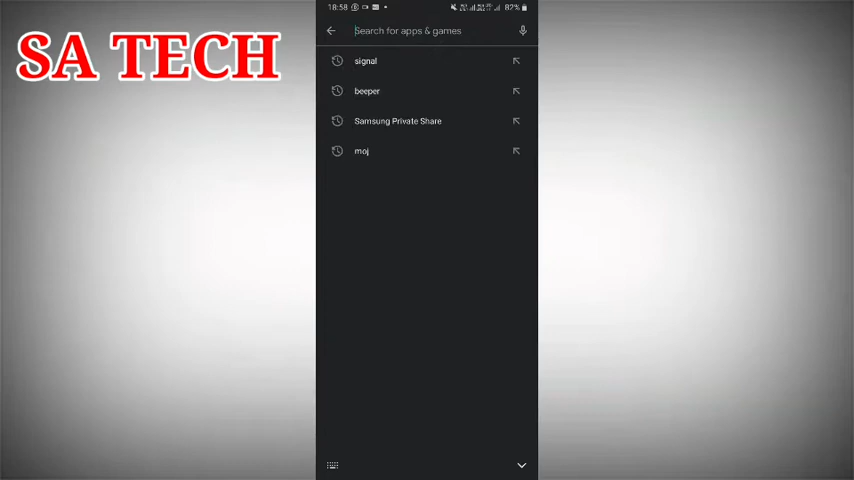 SA TECH
18:58
82%
Search for apps & games
signal
beeper
Samsung Private Share
moj